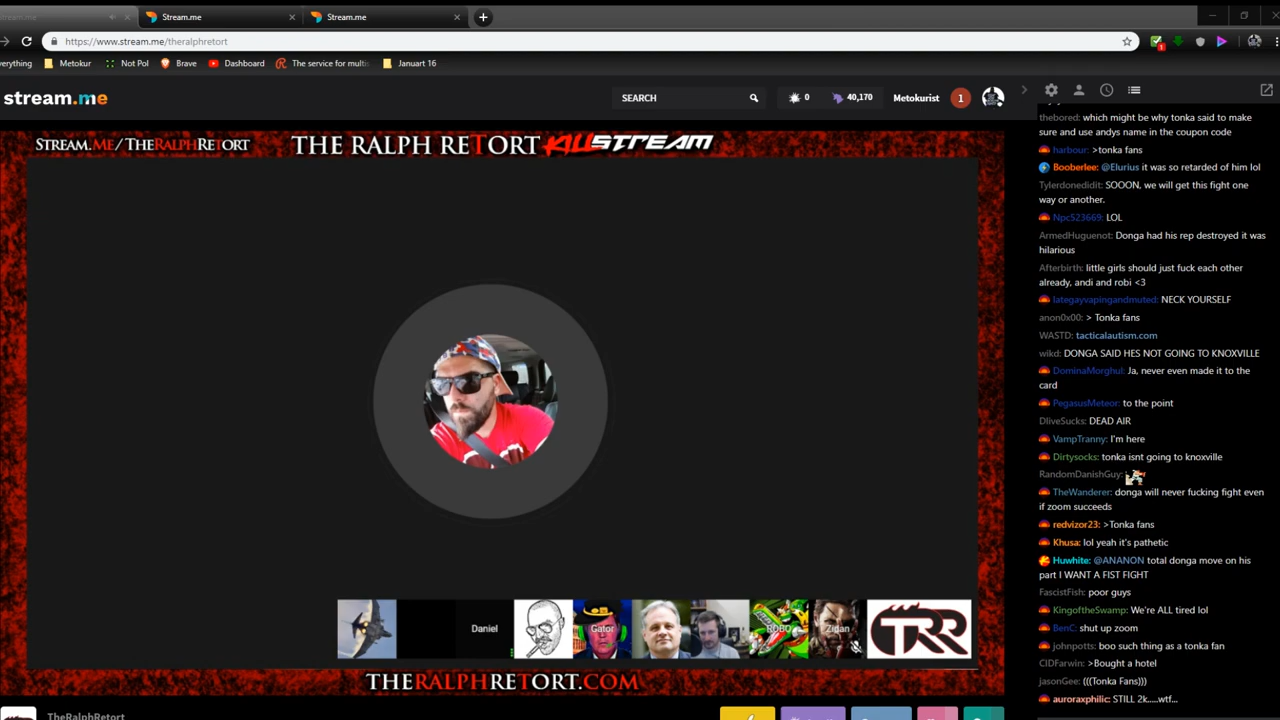 Stream.me
Stream.me
https://www.stream.me/theralphretort
erything
Metokur
Not Pol
Brave
Dashboard
The service for multis
Januart 16
stream.me
SEARCH
0
40,170
Metokurist
1
STREAM.ME/THERALPHRETORT
THE RALPH RETORT KILLSTREAM
thebored: which might be why tonka said to make
sure and use andys name in the coupon code
harbour: >tonka fans
Booberlee: @Elurius it was so retarded of him lol
Tylerdonedidit: SOOON, we will get this fight one
way or another.
Npc523669: LOL
ArmedHuguenot: Donga had his rep destroyed it was
hilarious
Afterbirth: little girls should just fuck each other
already, andi and robi <3
lategayvapingandmuted: NECK YOURSELF
anon0x00: > Tonka fans
WASTD: tacticalautism.com
wikd: DONGA SAID HES NOT GOING TO KNOXVILLE
DominaMorghul: Ja, never even made it to the
card
PegasusMeteor: to the point
DliveSucks: DEAD AIR
VampTranny: I'm here
Dirtysocks: tonka isnt going to knoxville
RandomDanishGuy:
TheWanderer: donga will never fucking fight even
if zoom succeeds
redvizor23: >Tonka fans
Khusa: lol yeah it's pathetic
Huwhite: @ANANON total donga move on his
part I WANT A FIST FIGHT
FascistFish: poor guys
KingoftheSwamp: We're ALL tired lol
BenC: shut up zoom
johnpotts: boo such thing as a tonka fan
CIDFarwin: >Bought a hotel
jasonGee: (((Tonka Fans)))
auroraxphilic: STILL 2k.....wtf...
Daniel
Gator
ROBO
Zidan
TRR
THERALPHRETORT.COM
TheRalphRetort